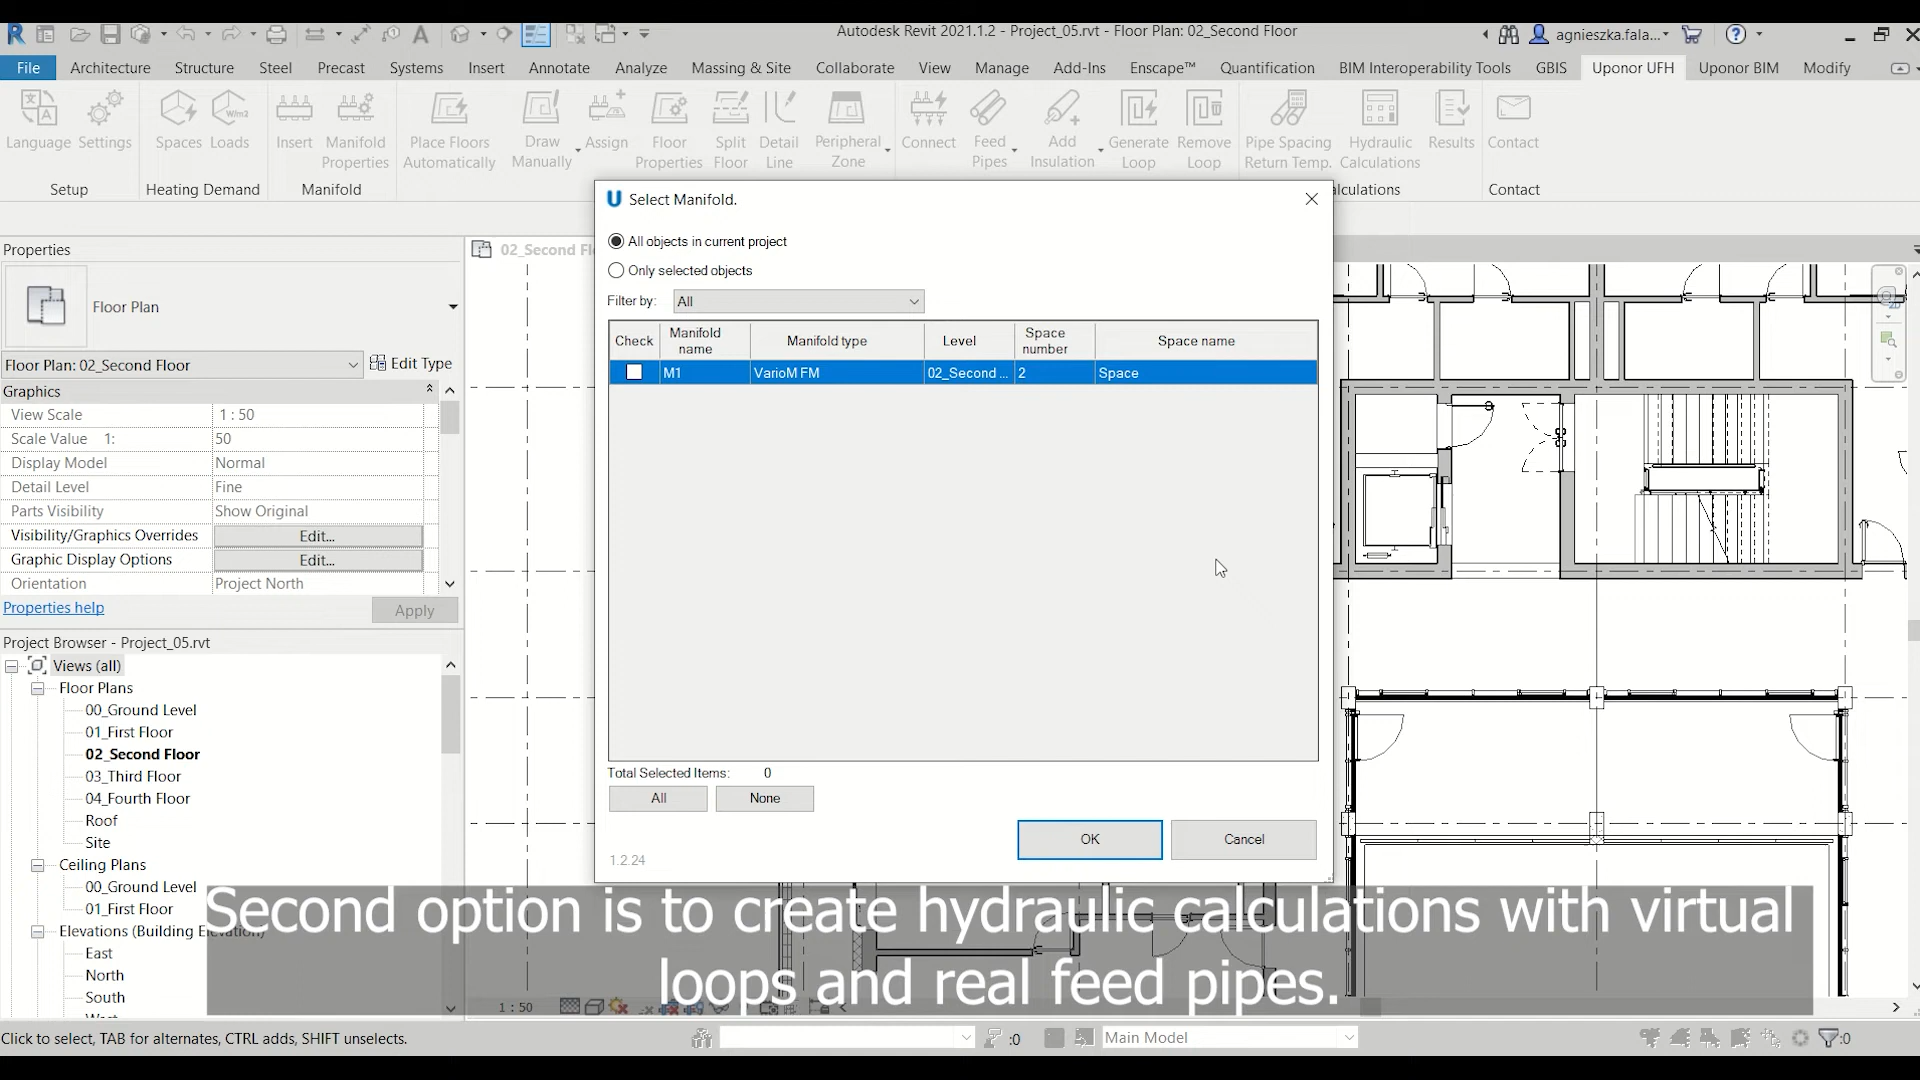 Autodesk Revit 2021.1.2 - Project_05.rvt - Floor Plan: 02_Second Floor
agnieszka.fala...
File Architecture Structure Steel Precast Systems Insert Annotate Analyze Massing & Site Collaborate View Manage Add-Ins Enscape™ Quantification BIM Interoperability Tools GBIS Uponor UFH Uponor BIM Modify
Language Settings Spaces Loads Insert Manifold Properties Place Floors Automatically Draw Manually Assign Floor Properties Split Floor Detail Line Peripheral Zone Connect Feed Pipes Add Insulation Generate Loop Remove Loop Pipe Spacing Return Temp. Hydraulic Calculations Results Contact
Setup Heating Demand Manifold alculations Contact
Select Manifold.
All objects in current project
Only selected objects
Filter by: All
Check Manifold name Manifold type Level Space number Space name
M1 VarioM FM 02_Second ... 2 Space
Total Selected Items: 0
All None
OK Cancel
1.2.24
Properties
02_Second Fl
Floor Plan
Floor Plan: 02_Second Floor Edit Type
Graphics
View Scale 1 : 50
Scale Value 1: 50
Display Model Normal
Detail Level Fine
Parts Visibility Show Original
Visibility/Graphics Overrides Edit...
Graphic Display Options Edit...
Orientation Project North
Properties help Apply
Project Browser - Project_05.rvt
Views (all)
Floor Plans
00_Ground Level
01_First Floor
02_Second Floor
03_Third Floor
04_Fourth Floor
Roof
Site
Ceiling Plans
00_Ground Level
01_First Floor
Elevations (Building Elevation)
East
North
South
West
Second option is to create hydraulic calculations with virtual
loops and real feed pipes.
1 : 50
Click to select, TAB for alternates, CTRL adds, SHIFT unselects.
:0 Main Model :0